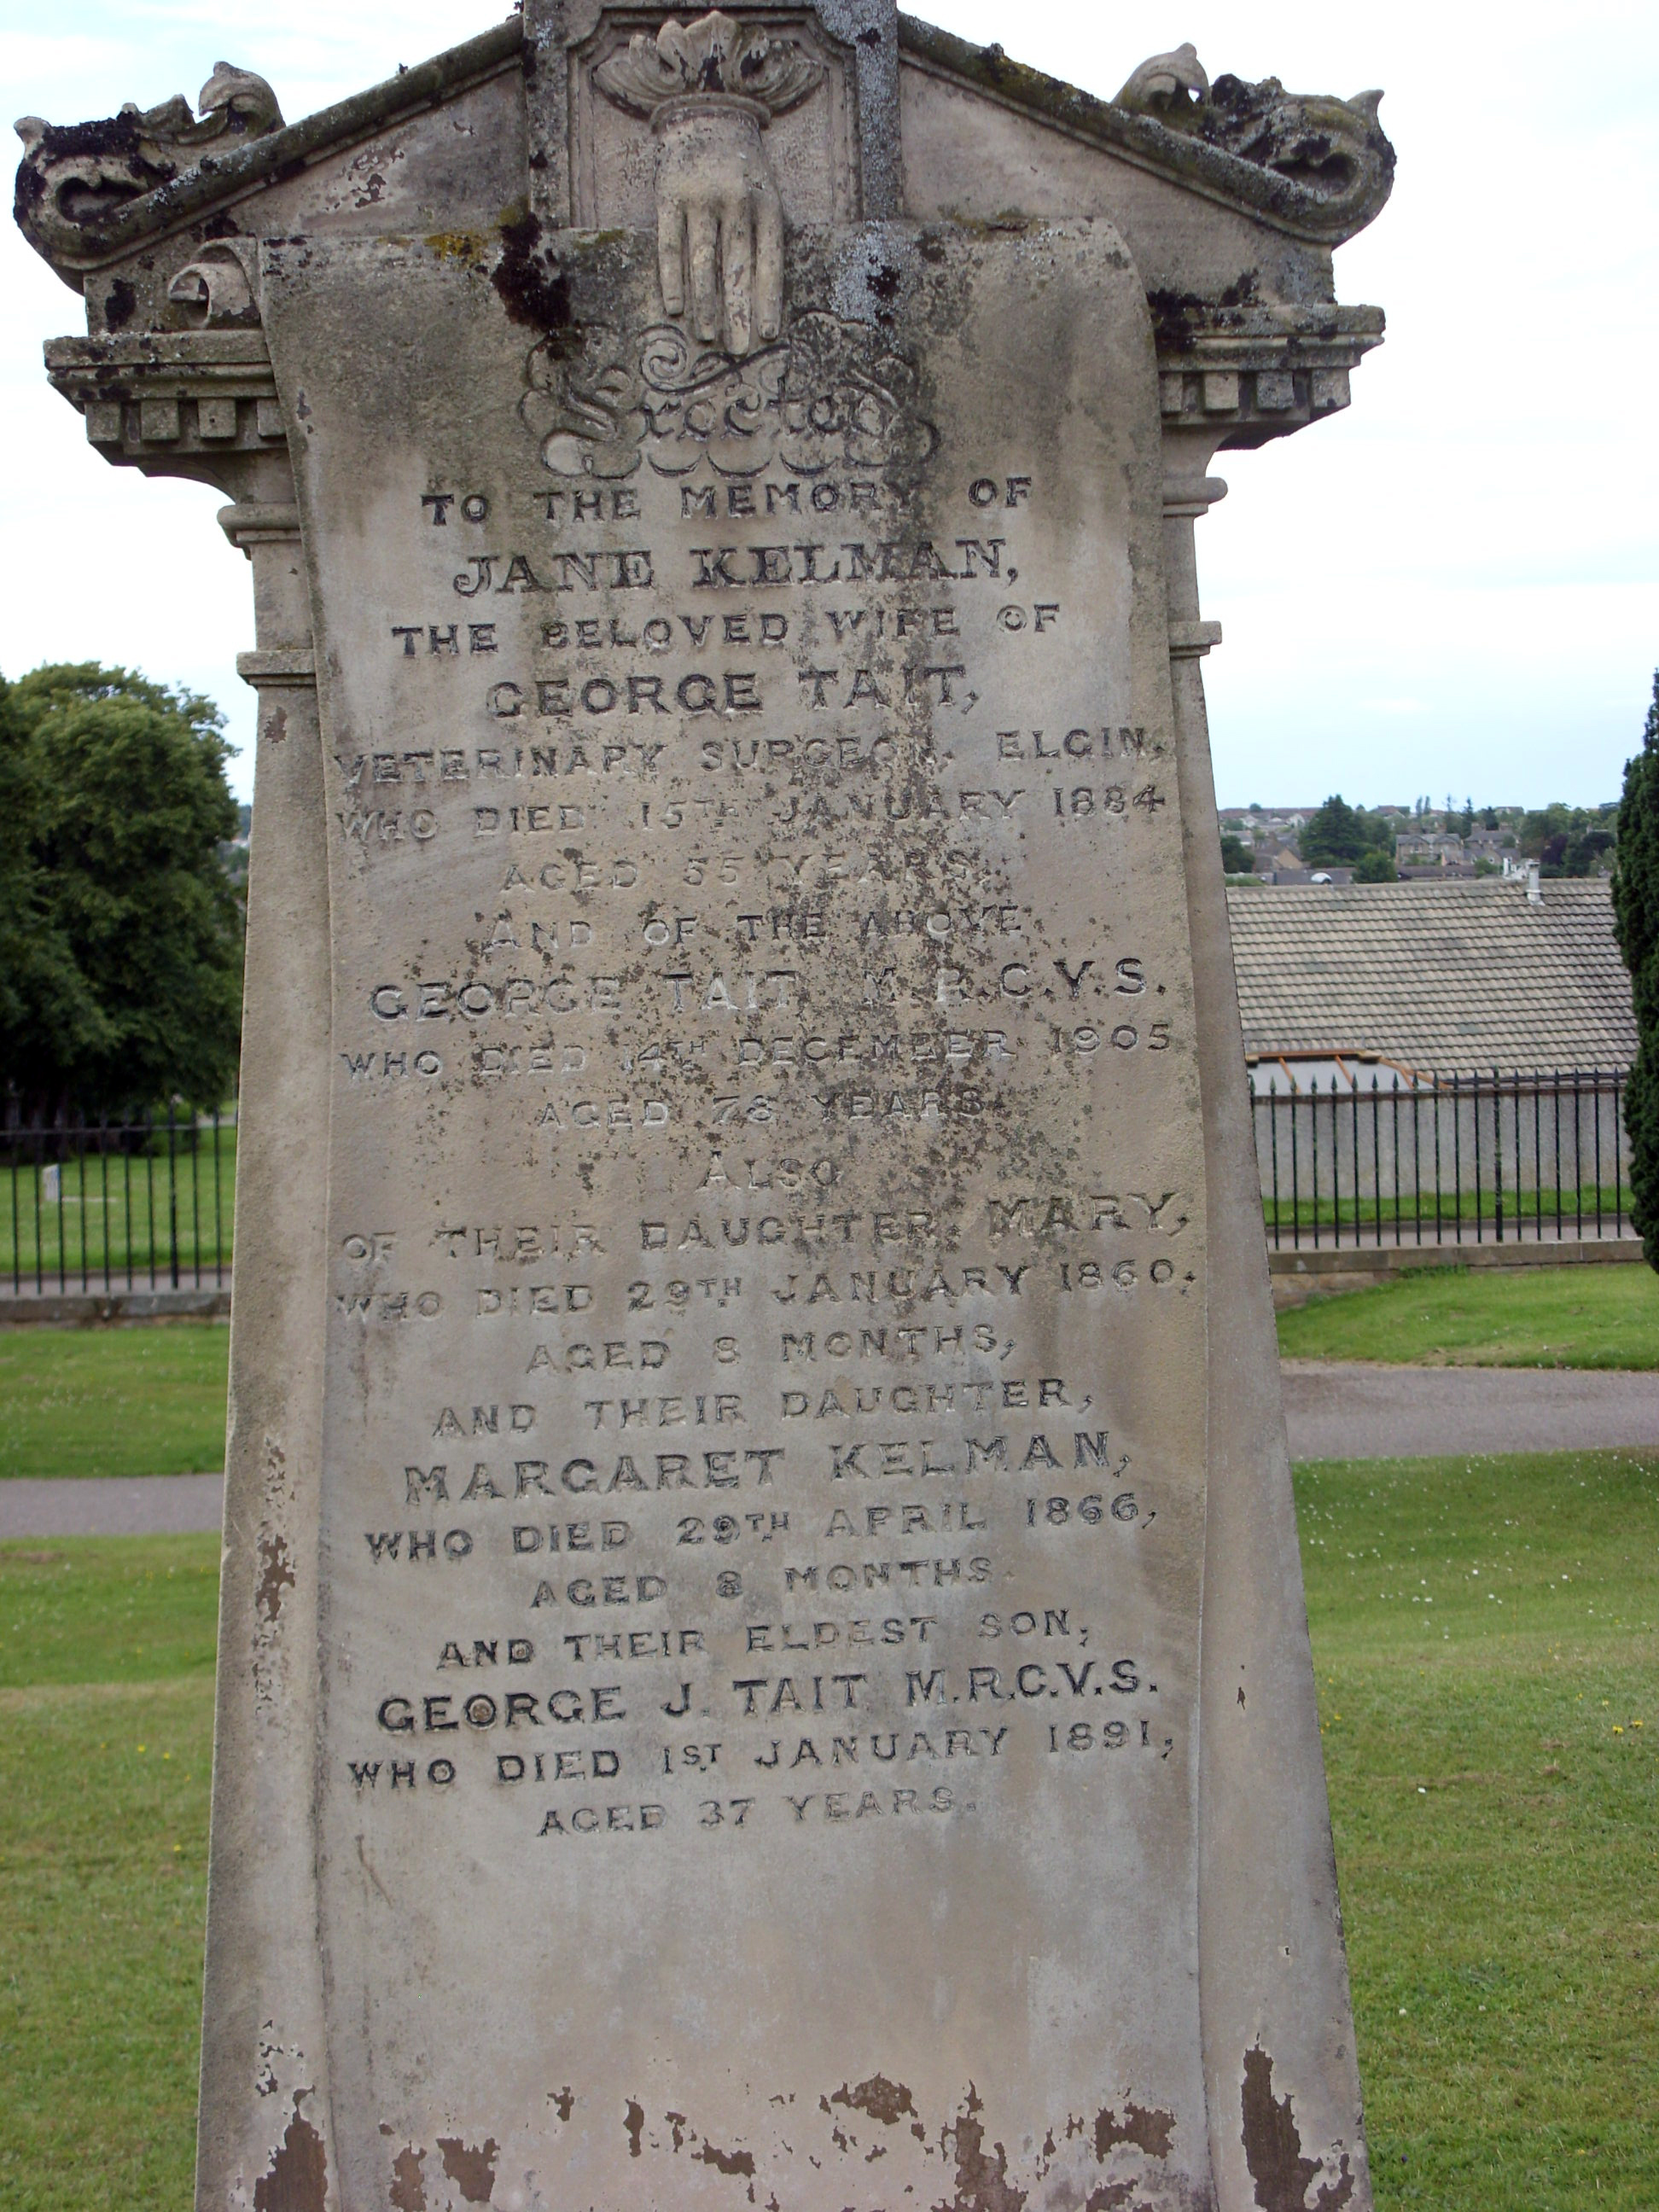 Erected
TO THE MEMORY OF
JANE KELMAN,
THE BELOVED WIFE OF
GEORGE TAIT,
VETERINARY SURGEON, ELGIN,
WHO DIED 15TH JANUARY 1884
AGED 55 YEARS.
AND OF THE ABOVE
GEORGE TAIT M.R.C.V.S.
WHO DIED 14TH DECEMBER 1905
AGED 78 YEARS.
ALSO
OF THEIR DAUGHTER, MARY,
WHO DIED 29TH JANUARY 1860,
AGED 8 MONTHS,
AND THEIR DAUGHTER,
MARGARET KELMAN,
WHO DIED 29TH APRIL 1866,
AGED 8 MONTHS.
AND THEIR ELDEST SON,
GEORGE J. TAIT M.R.C.V.S.
WHO DIED 1ST JANUARY 1891,
AGED 37 YEARS.